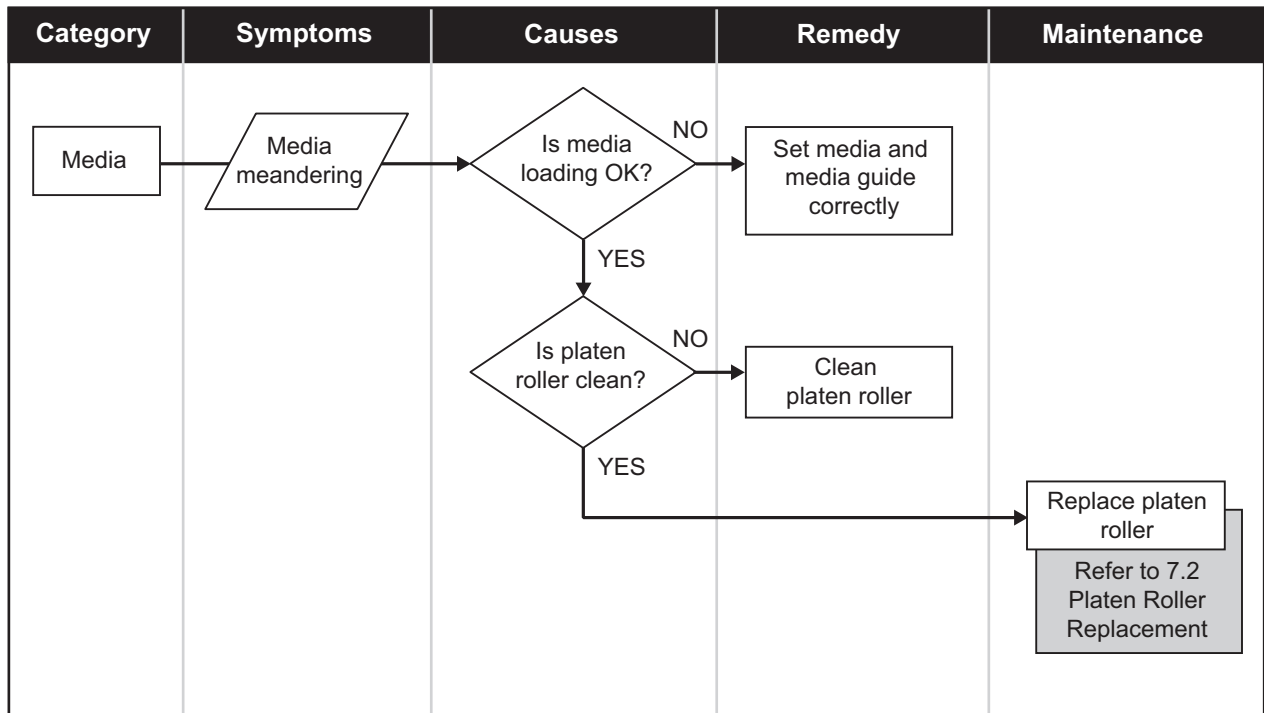 Category
Symptoms
Causes
Remedy
Maintenance
Media
Media
meandering
Is media
loading OK?
NO
Set media and
media guide
correctly
YES
Is platen
roller clean?
NO
Clean
platen roller
YES
Replace platen
roller
Refer to 7.2
Platen Roller
Replacement